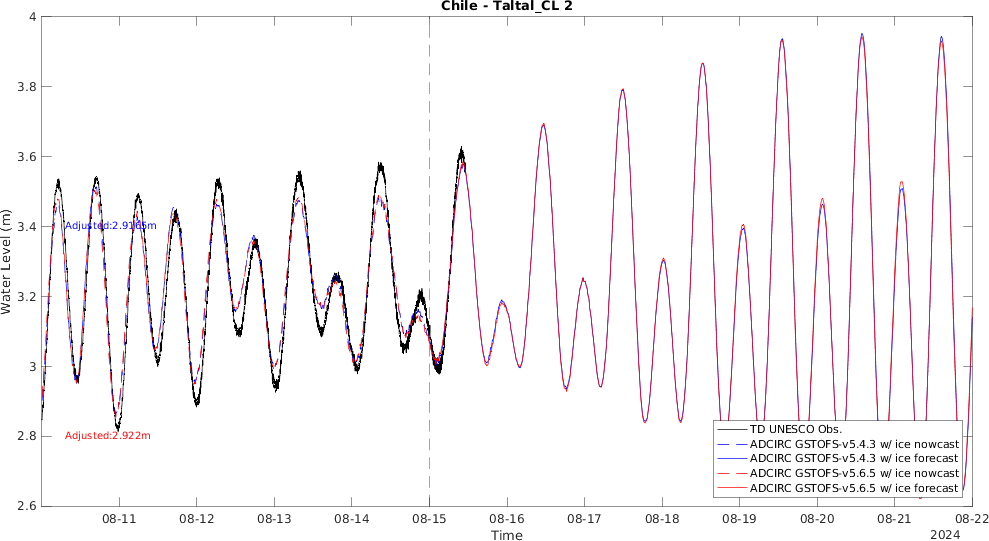 Chile - Taltal_CL 2
Water Level (m)
4
3.8
3.6
3.4
3.2
3
2.8
2.6
Adjusted:2.9165m
Adjusted:2.922m
TD UNESCO Obs.
ADCIRC GSTOFS-v5.4.3 w/ ice nowcast
ADCIRC GSTOFS-v5.4.3 w/ ice forecast
ADCIRC GSTOFS-v5.6.5 w/ ice nowcast
ADCIRC GSTOFS-v5.6.5 w/ ice forecast
08-11 08-12 08-13 08-14 08-15 08-16 08-17 08-18 08-19 08-20 08-21 08-22
Time
2024